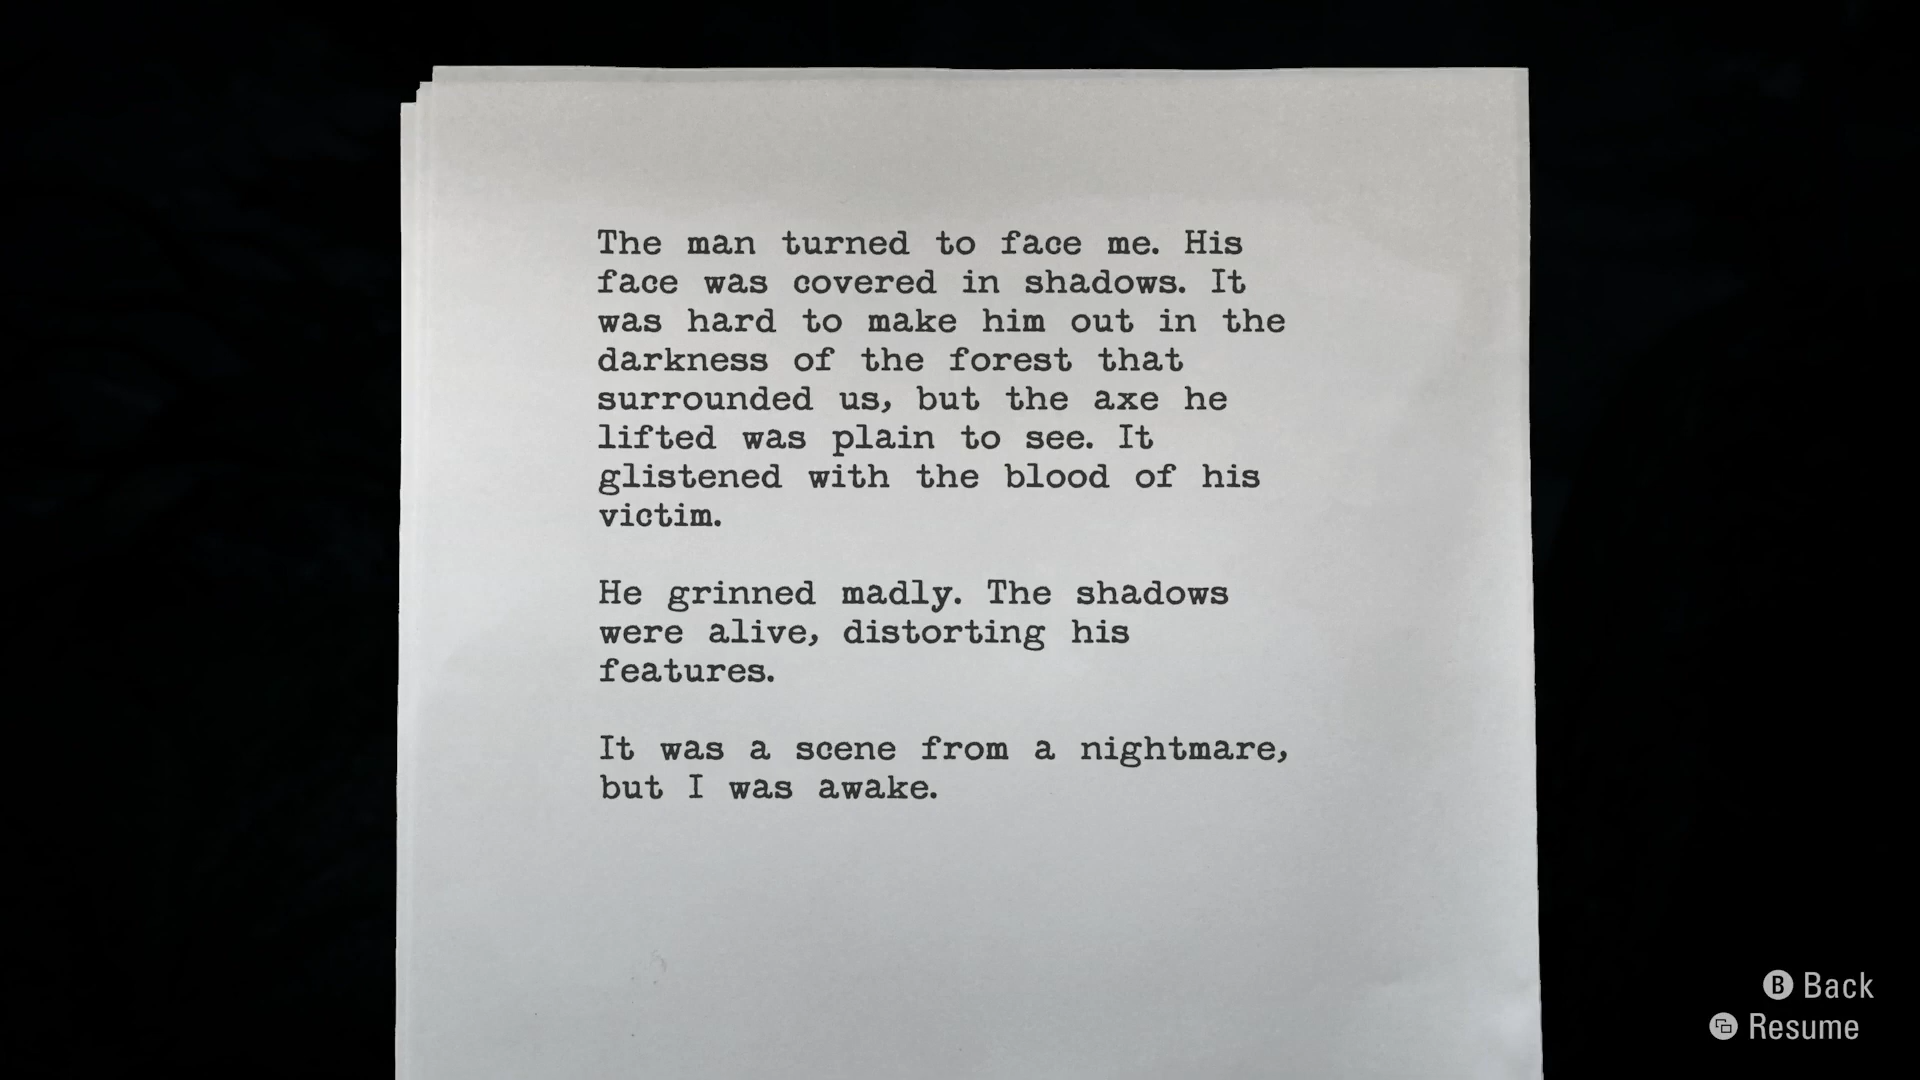 The man turned to face me. His
face was covered in shadows. It
was hard to make him out in the
darkness of the forest that
surrounded us, but the axe he
lifted was plain to see. It
glistened with the blood of his
victim.
He grinned madly. The shadows
were alive, distorting his
features.
It was a scene from a nightmare,
but I was awake.
B Back
Resume